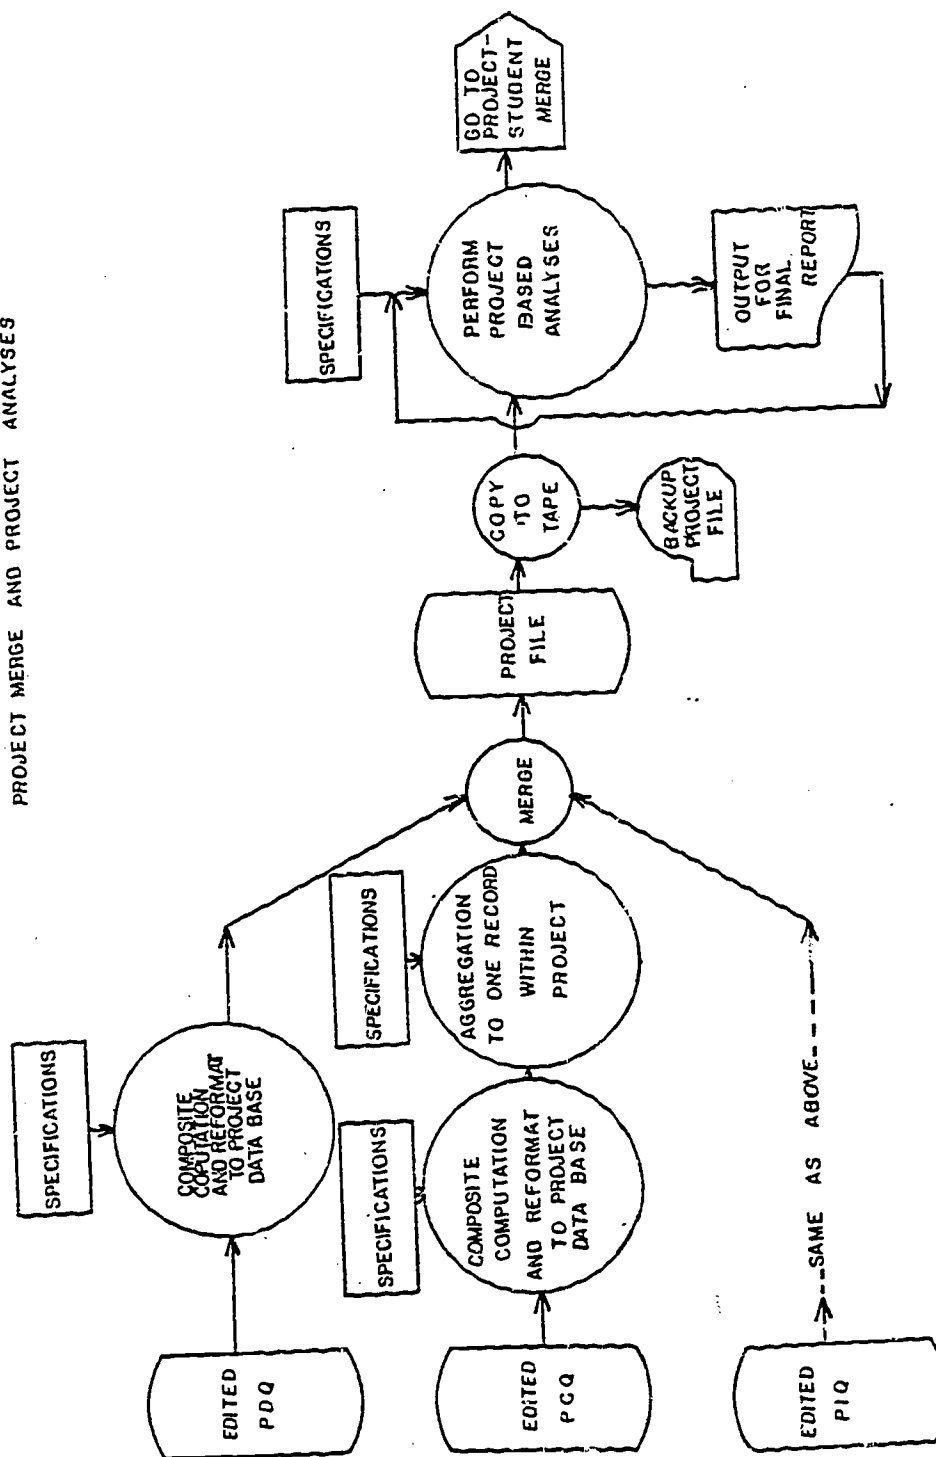 PROJECT MERGE AND PROJECT ANALYSES
SPECIFICATIONS
EDITED
PDQ
COMPOSITE
COPUTATION
AND REFORMAT
TO PROJECT
DATA BASE
SPECIFICATIONS
SPECIFICATIONS
EDITED
PCQ
COMPOSITE
COMPUTATION
AND REFORMAT
TO PROJECT
DATA BASE
AGGREGATION
TO ONE RECORD
WITHIN
PROJECT
MERGE
PROJECT
FILE
COPY
TO
TAPE
BACKUP
PROJECT
FILE
SPECIFICATIONS
PERFORM
PROJECT
BASED
ANALYSES
GO TO
PROJECT-
STUDENT
MERGE
OUTPUT
FOR
FINAL
REPORT
EDITED
PIQ
SAME AS ABOVE